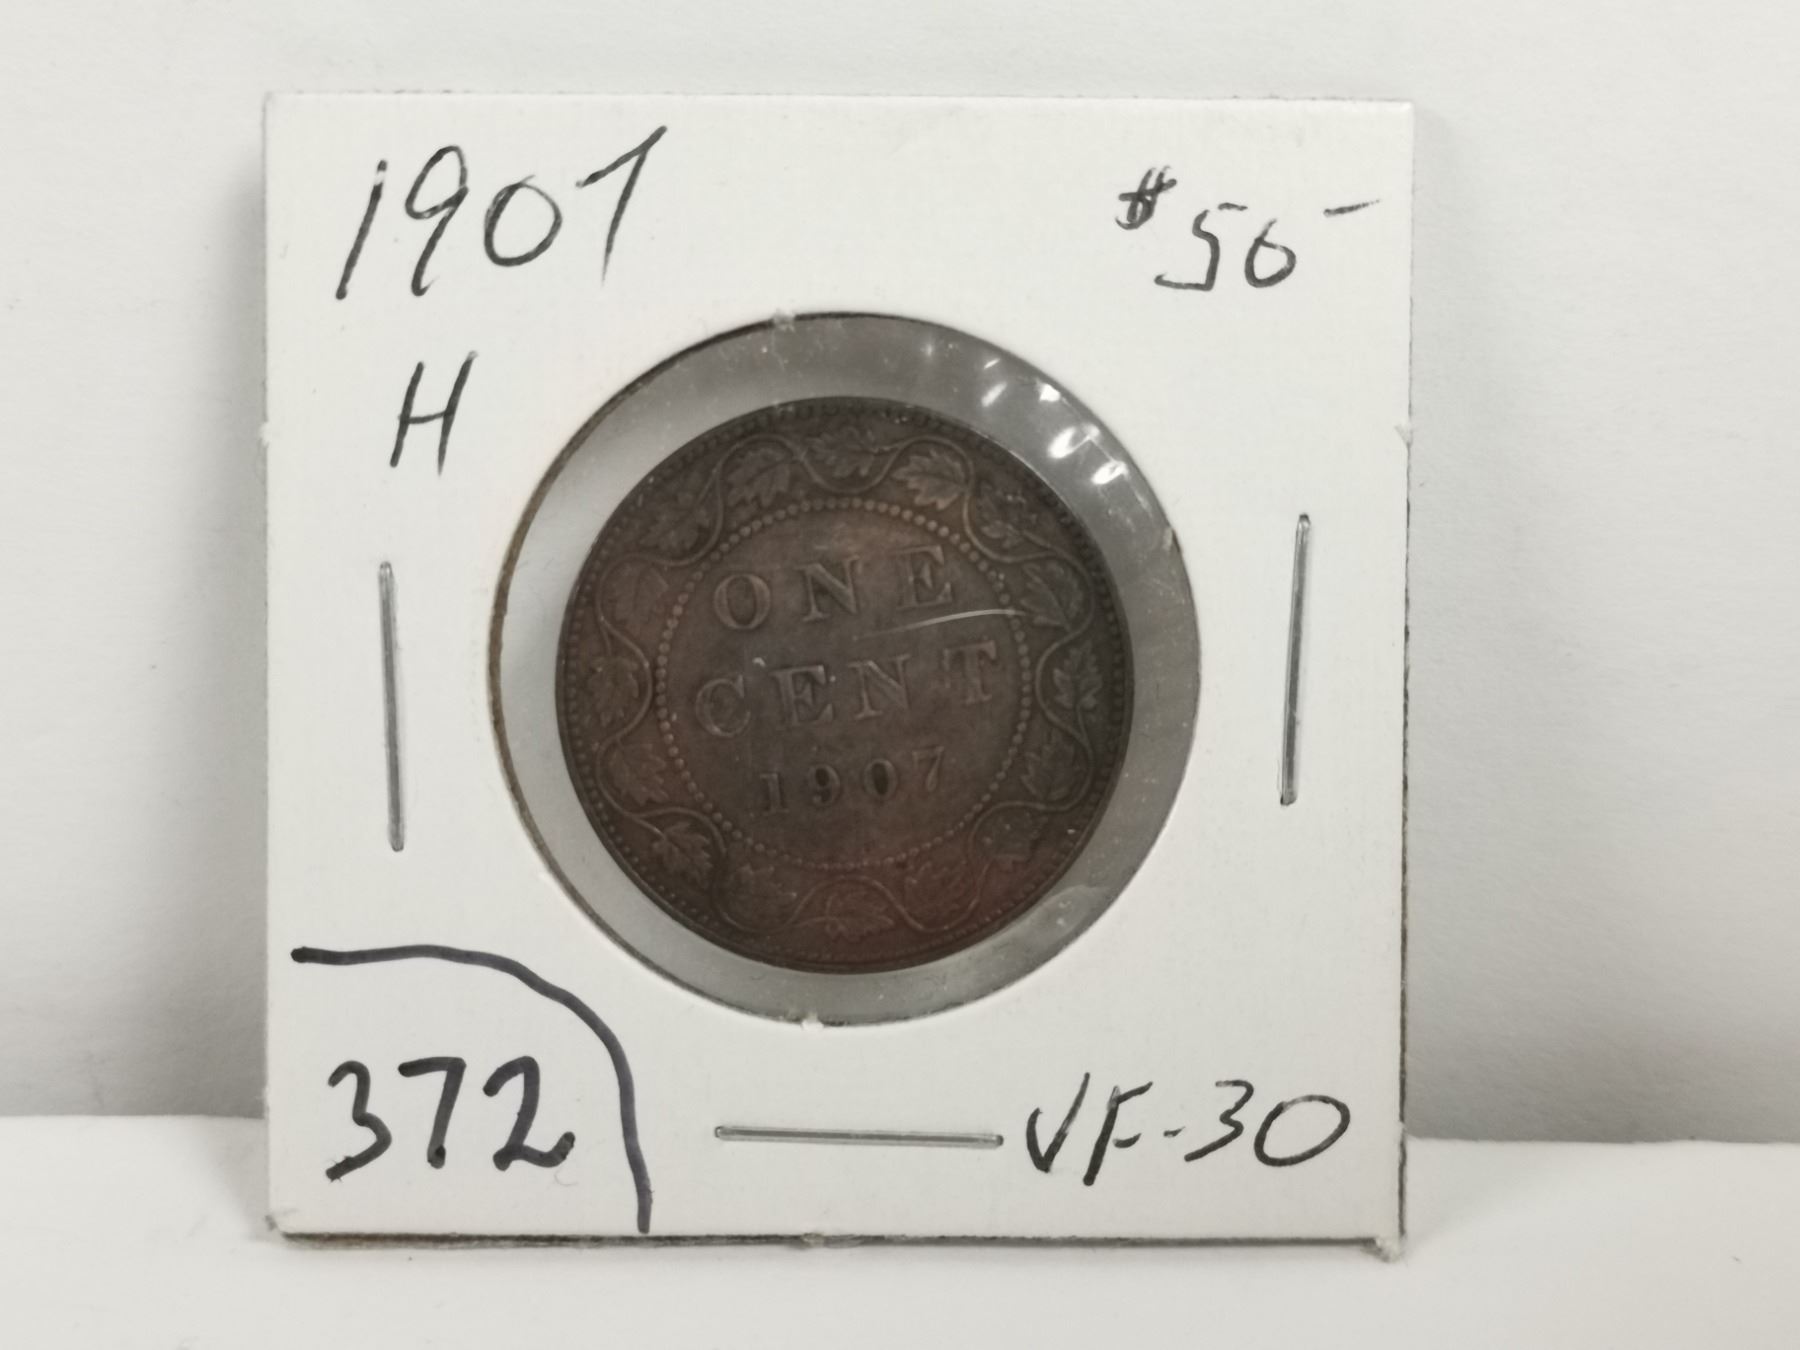 1907
$50-
H
ONE
CENT
1907
372
VF-30